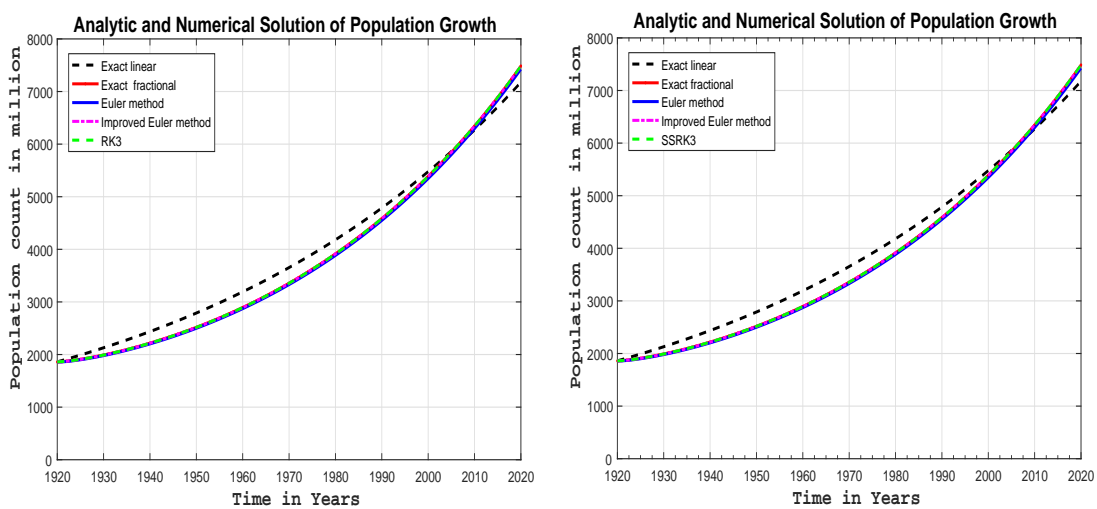 Analytic and Numerical Solution of Population Growth
8000
7000
6000
5000
4000
3000
2000
1000
0
Population count in million
Exact linear
Exact fractional
Euler method
Improved Euler method
RK3
1920 1930 1940 1950 1960 1970 1980 1990 2000 2010 2020
Time in Years
Analytic and Numerical Solution of Population Growth
8000
7000
6000
5000
4000
3000
2000
1000
0
Population count in million
Exact linear
Exact fractional
Euler method
Improved Euler method
SSRK3
1920 1930 1940 1950 1960 1970 1980 1990 2000 2010 2020
Time in Years